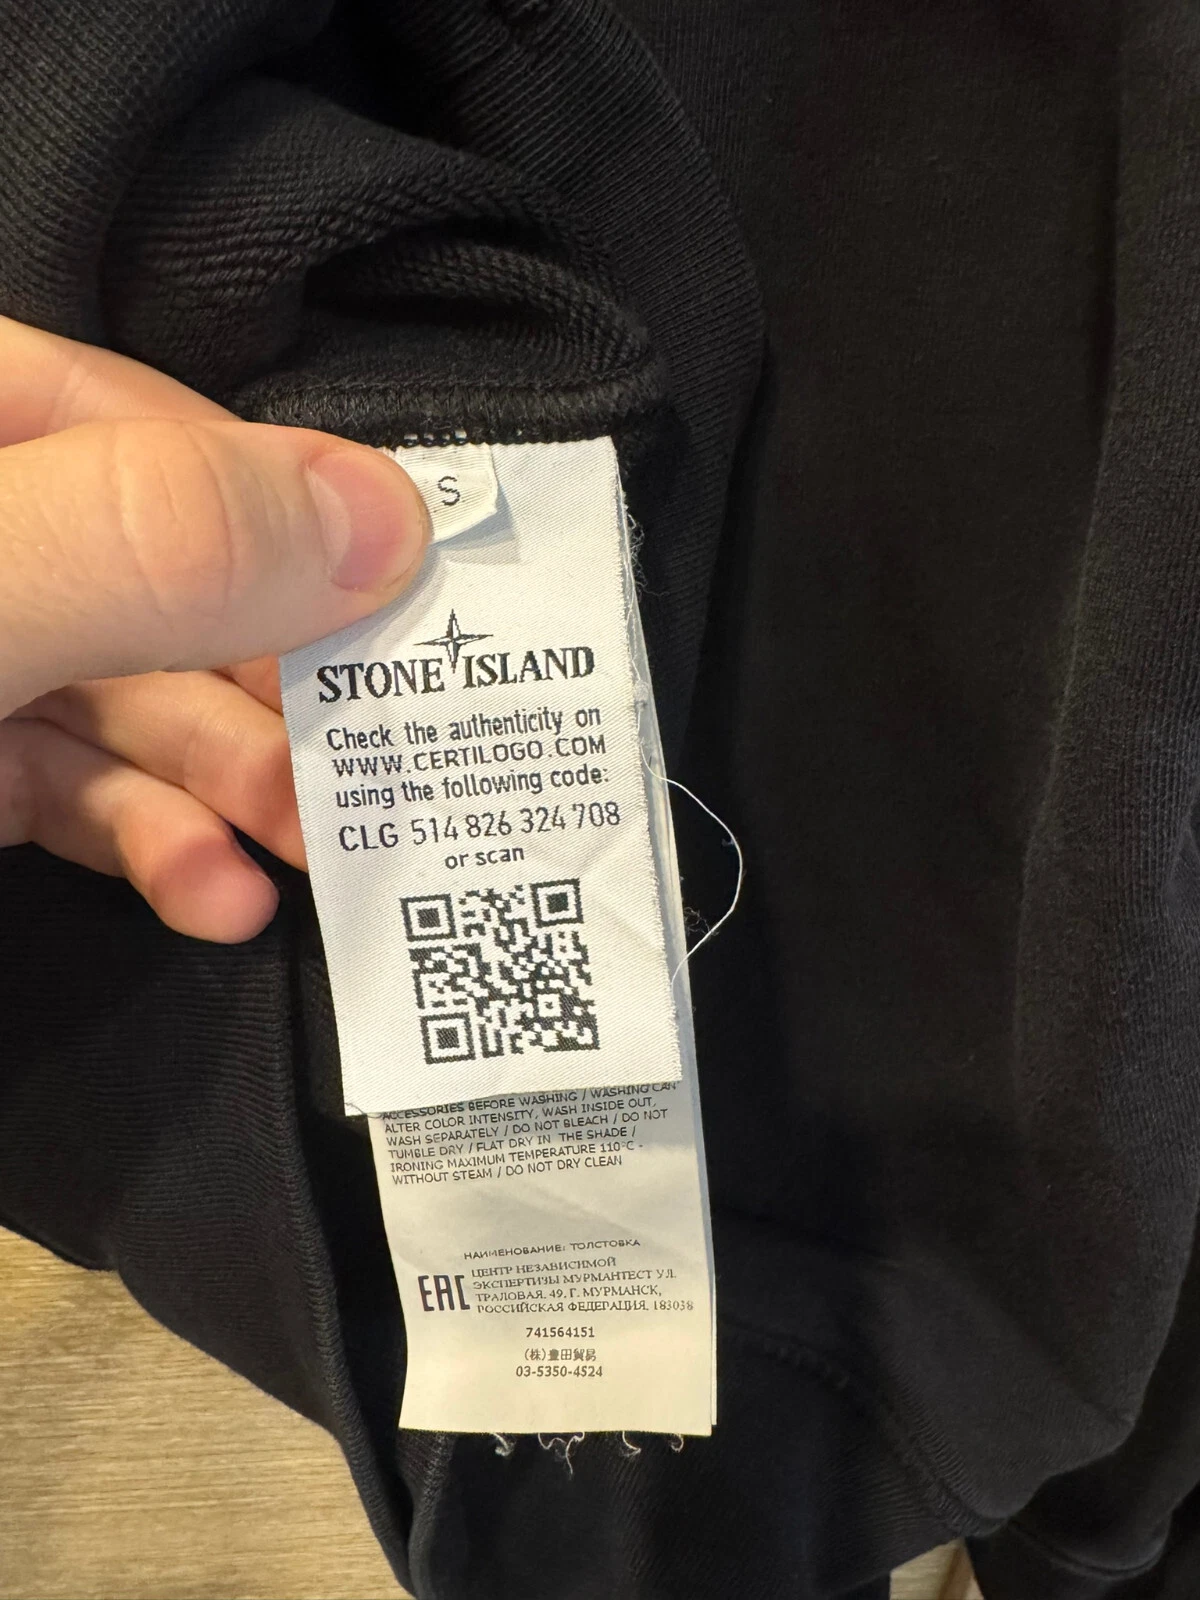 S
STONE ISLAND
Check the authenticity on
WWW.CERTILOGO.COM
using the following code:
CLG 514 826 324 708
or scan
ACCESSORIES BEFORE WASHING / WASHING CAN
ALTER COLOR INTENSITY, WASH INSIDE OUT,
WASH SEPARATELY / DO NOT BLEACH / DO NOT
TUMBLE DRY / FLAT DRY IN THE SHADE /
IRONING MAXIMUM TEMPERATURE 110°C -
WITHOUT STEAM / DO NOT DRY CLEAN
НАИМЕНОВАНИЕ: ТОЛСТОВКА
EAC
ЦЕНТР НЕЗАВИСИМОЙ
ЭКСПЕРТИЗЫ МУРМАНТЕСТ УЛ.
ТРАЛОВАЯ, 49, Г. МУРМАНСК,
РОССИЙСКАЯ ФЕДЕРАЦИЯ, 183038
741564151
(株)豊田貿易
03-5350-4524